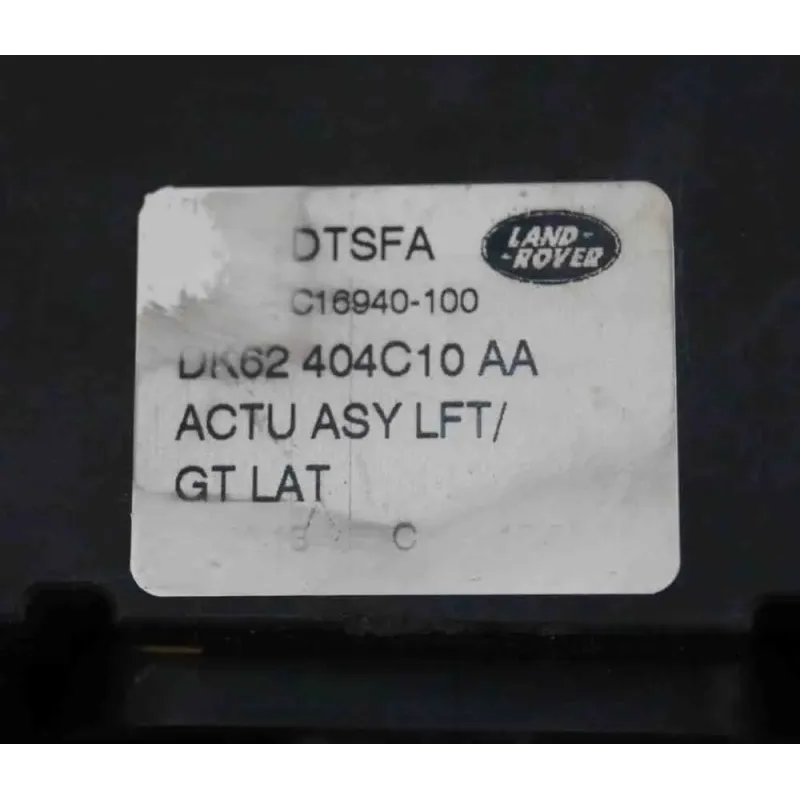 DTSFA
LAND-
-ROVER
C16940-100
DK62 404C10 AA
ACTU ASY LFT/
GT LAT
C